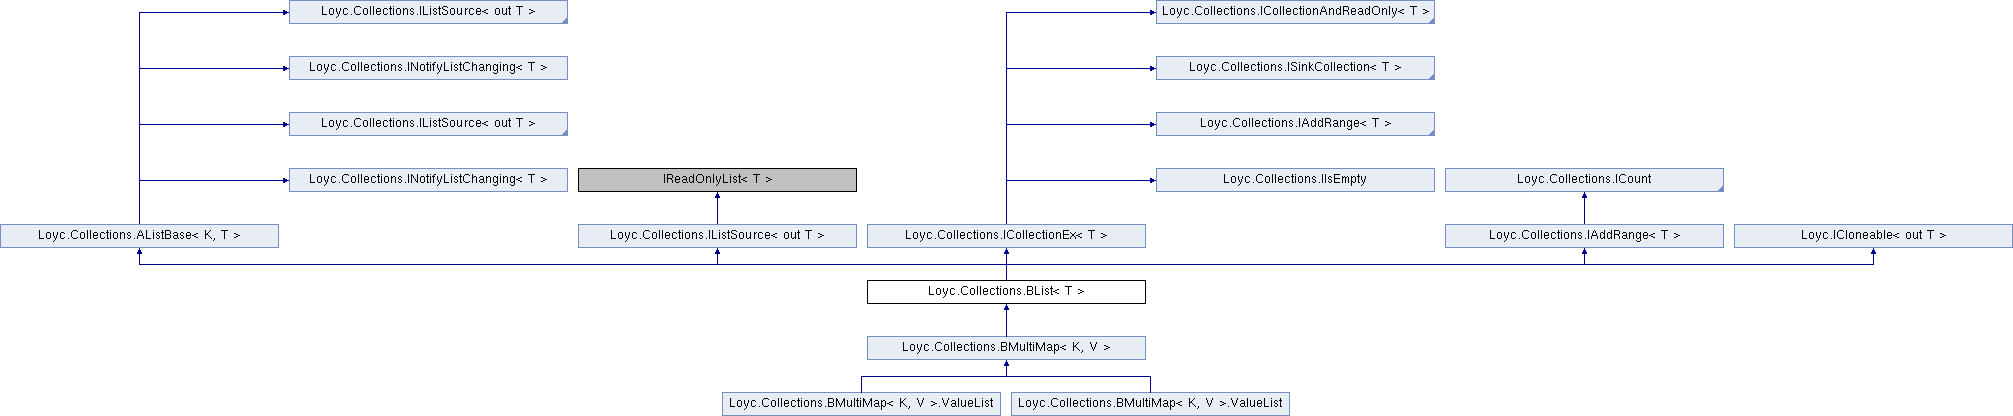 Loyc.Collections.IListSource< out T >
Loyc.Collections.ICollectionAndReadOnly< T >
Loyc.Collections.INotifyListChanging< T >
Loyc.Collections.ISinkCollection< T >
Loyc.Collections.IListSource< out T >
Loyc.Collections.IAddRange< T >
Loyc.Collections.INotifyListChanging< T >
IReadOnlyList< T >
Loyc.Collections.IIsEmpty
Loyc.Collections.ICount
Loyc.Collections.AListBase< K, T >
Loyc.Collections.IListSource< out T >
Loyc.Collections.ICollectionEx< T >
Loyc.Collections.IAddRange< T >
Loyc.ICloneable< out T >
Loyc.Collections.BList< T >
Loyc.Collections.BMultiMap< K, V >
Loyc.Collections.BMultiMap< K, V >.ValueList
Loyc.Collections.BMultiMap< K, V >.ValueList